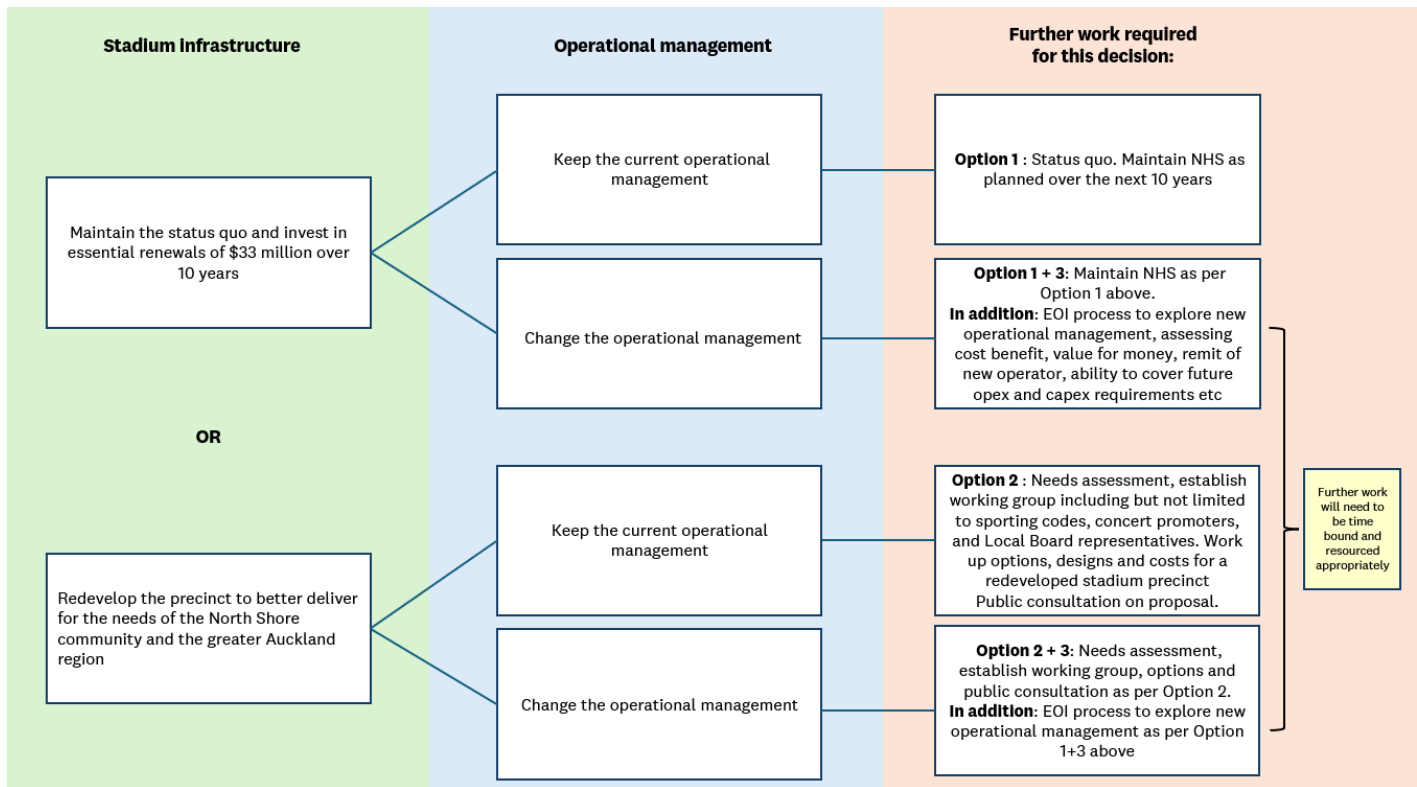 Stadium infrastructure
Operational management
Further work required
for this decision:
Maintain the status quo and invest in
essential renewals of $33 million over
10 years
Keep the current operational
management
Option 1 : Status quo. Maintain NHS as
planned over the next 10 years
Change the operational management
Option 1 + 3: Maintain NHS as per
Option 1 above.
In addition: EOI process to explore new
operational management, assessing
cost benefit, value for money, remit of
new operator, ability to cover future
opex and capex requirements etc
OR
Redevelop the precinct to better deliver
for the needs of the North Shore
community and the greater Auckland
region
Keep the current operational
management
Option 2 : Needs assessment, establish
working group including but not limited
to sporting codes, concert promoters,
and Local Board representatives. Work
up options, designs and costs for a
redeveloped stadium precinct
Public consultation on proposal.
Change the operational management
Option 2 + 3: Needs assessment,
establish working group, options and
public consultation as per Option 2.
In addition: EOI process to explore new
operational management as per Option
1+3 above
Further work
will need to
be time
bound and
resourced
appropriately